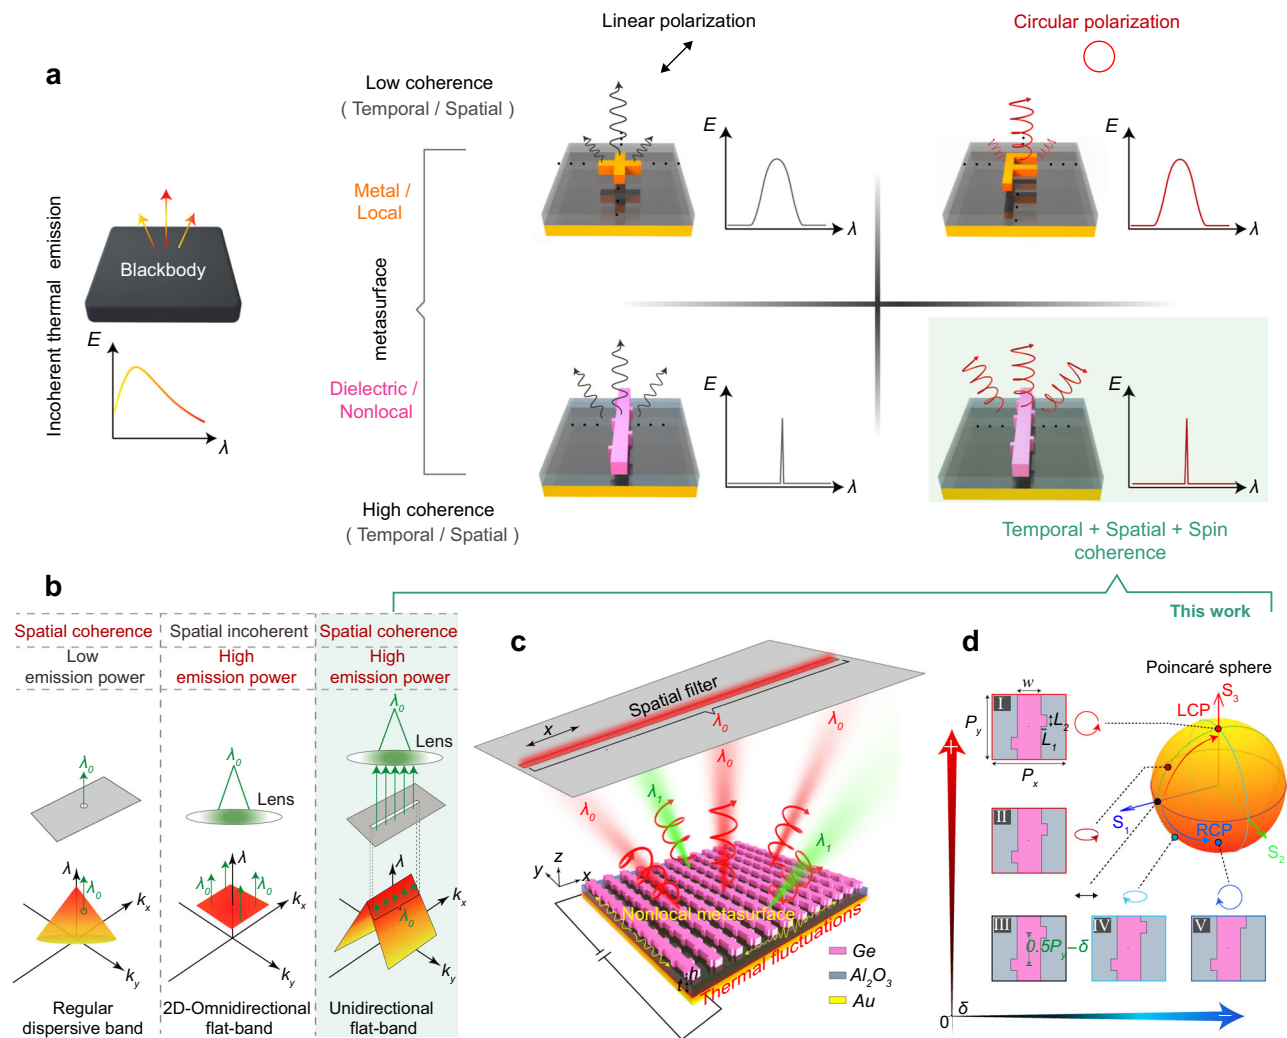 a
Linear polarization
Circular polarization
Low coherence
( Temporal / Spatial )
Metal /
Local
metasurface
Dielectric /
Nonlocal
High coherence
( Temporal / Spatial )
Incoherent thermal emission
Blackbody
E
λ
E
λ
E
λ
E
λ
E
λ
Temporal + Spatial + Spin
coherence
This work
b
Spatial coherence
Spatial incoherent
Spatial coherence
Low
emission power
High
emission power
High
emission power
λ0
λ0
Lens
λ0
Lens
λ
λ0
kx
ky
λ
λ0
λ0
λ0
kx
ky
λ
λ0
kx
ky
Regular
dispersive band
2D-Omnidirectional
flat-band
Unidirectional
flat-band
c
Spatial filter
x
λ0
λ0
λ0
λ0
λ1
λ1
z
y
x
Nonlocal metasurface
Thermal fluctuations
h
t
Ge
Al2O3
Au
d
Poincaré sphere
I
w
Py
L2
L1
Px
S3
LCP
S1
RCP
S2
II
III
0.5Py−δ
IV
V
0
δ